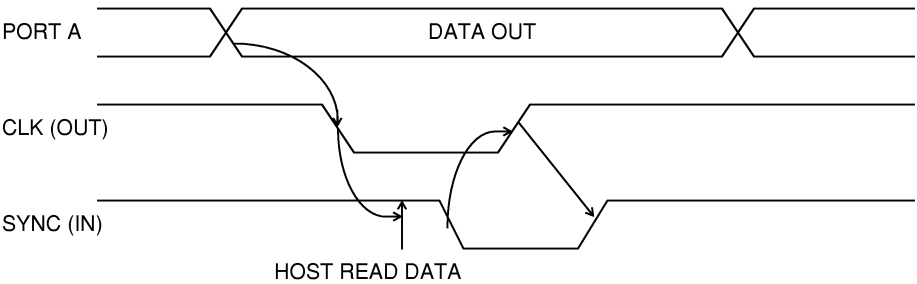 PORT A
DATA OUT
CLK (OUT)
SYNC (IN)
HOST READ DATA